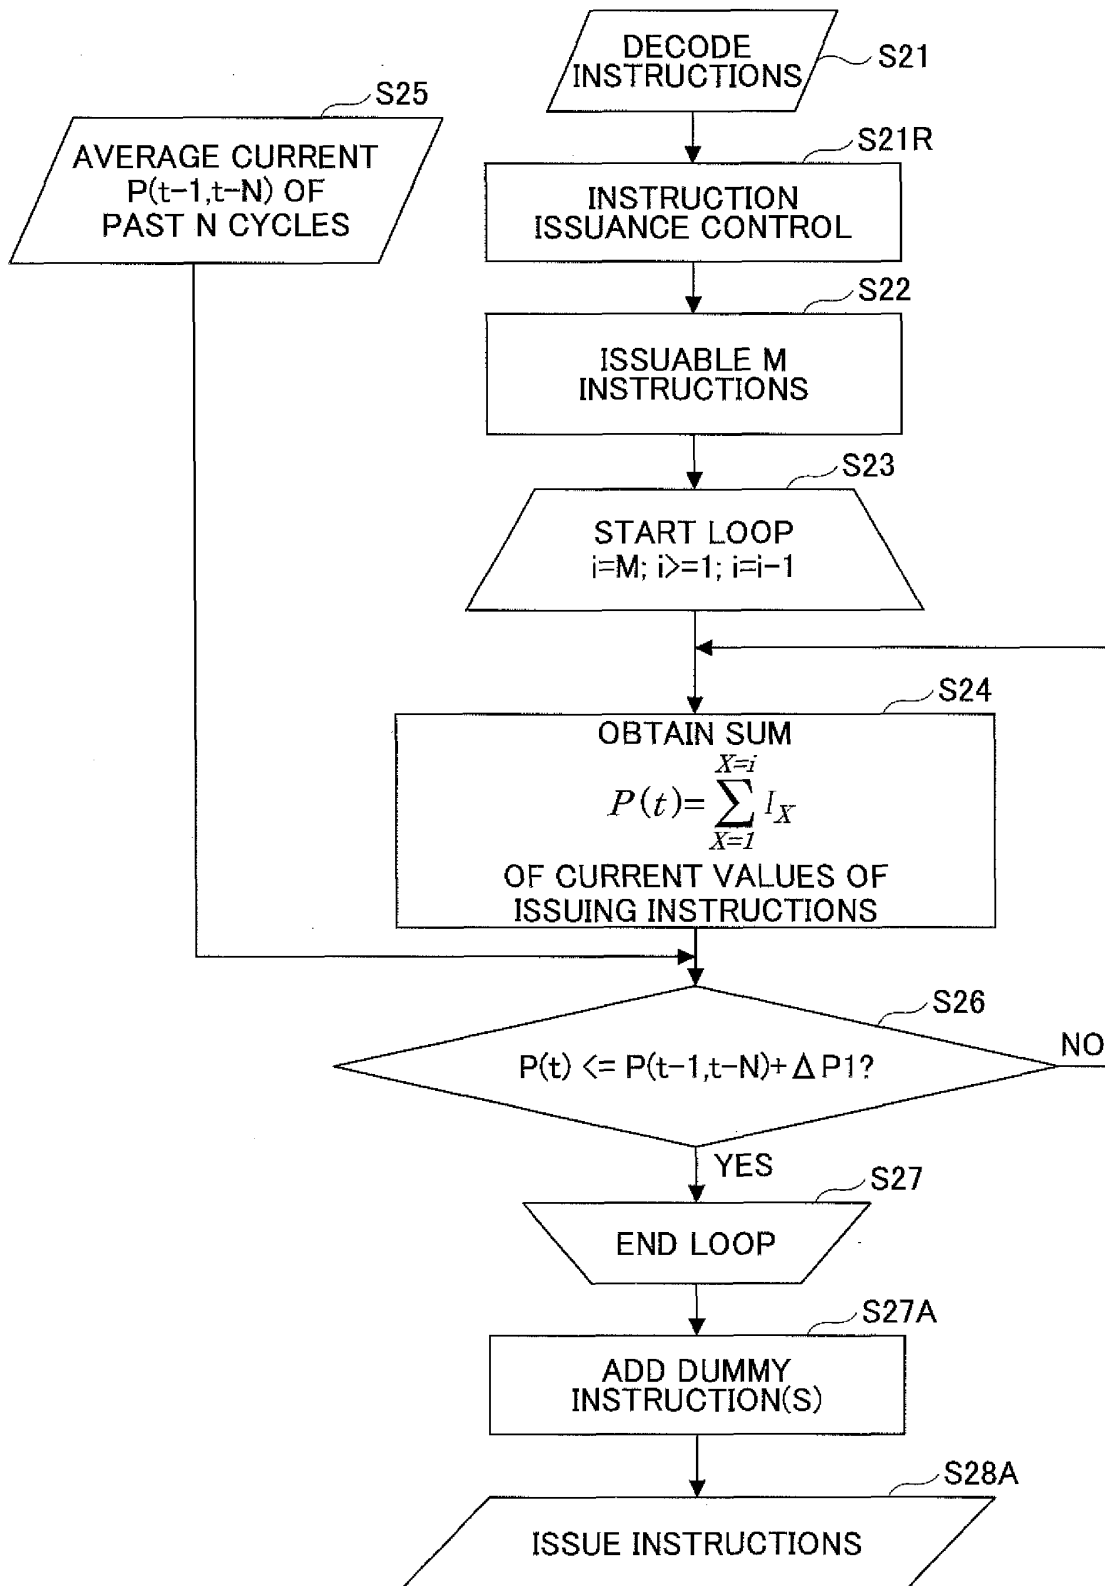 DECODE
INSTRUCTIONS
S21
S25
AVERAGE CURRENT
P(t-1,t-N) OF
PAST N CYCLES
S21R
INSTRUCTION
ISSUANCE CONTROL
S22
ISSUABLE M
INSTRUCTIONS
S23
START LOOP
i=M; i>=1; i=i-1
S24
OBTAIN SUM
X=i
P(t)=∑ I_X
X=1
OF CURRENT VALUES OF
ISSUING INSTRUCTIONS
S26
P(t) <= P(t-1,t-N)+ΔP1?
NO
YES
S27
END LOOP
S27A
ADD DUMMY
INSTRUCTION(S)
S28A
ISSUE INSTRUCTIONS